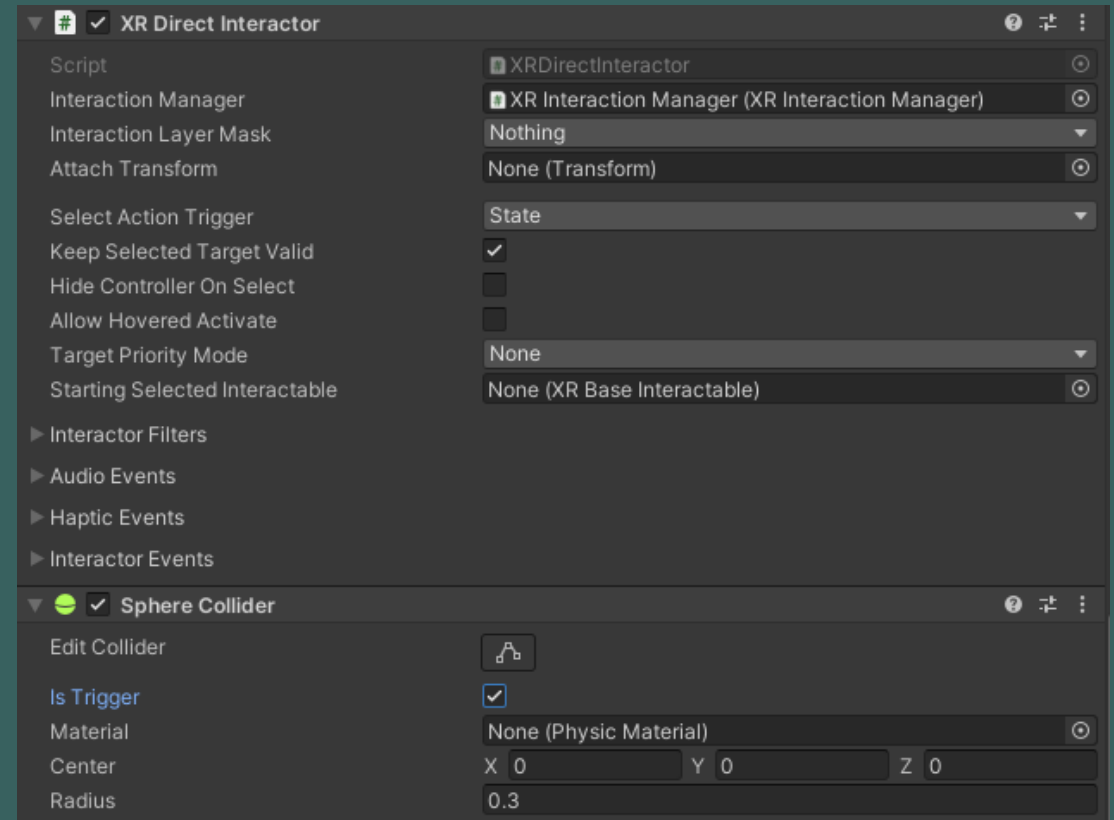 XR Direct Interactor
Script XRDirectInteractor
Interaction Manager XR Interaction Manager (XR Interaction Manager)
Interaction Layer Mask Nothing
Attach Transform None (Transform)
Select Action Trigger State
Keep Selected Target Valid
Hide Controller On Select
Allow Hovered Activate
Target Priority Mode None
Starting Selected Interactable None (XR Base Interactable)
Interactor Filters
Audio Events
Haptic Events
Interactor Events
Sphere Collider
Edit Collider
Is Trigger
Material None (Physic Material)
Center X 0 Y 0 Z 0
Radius 0.3